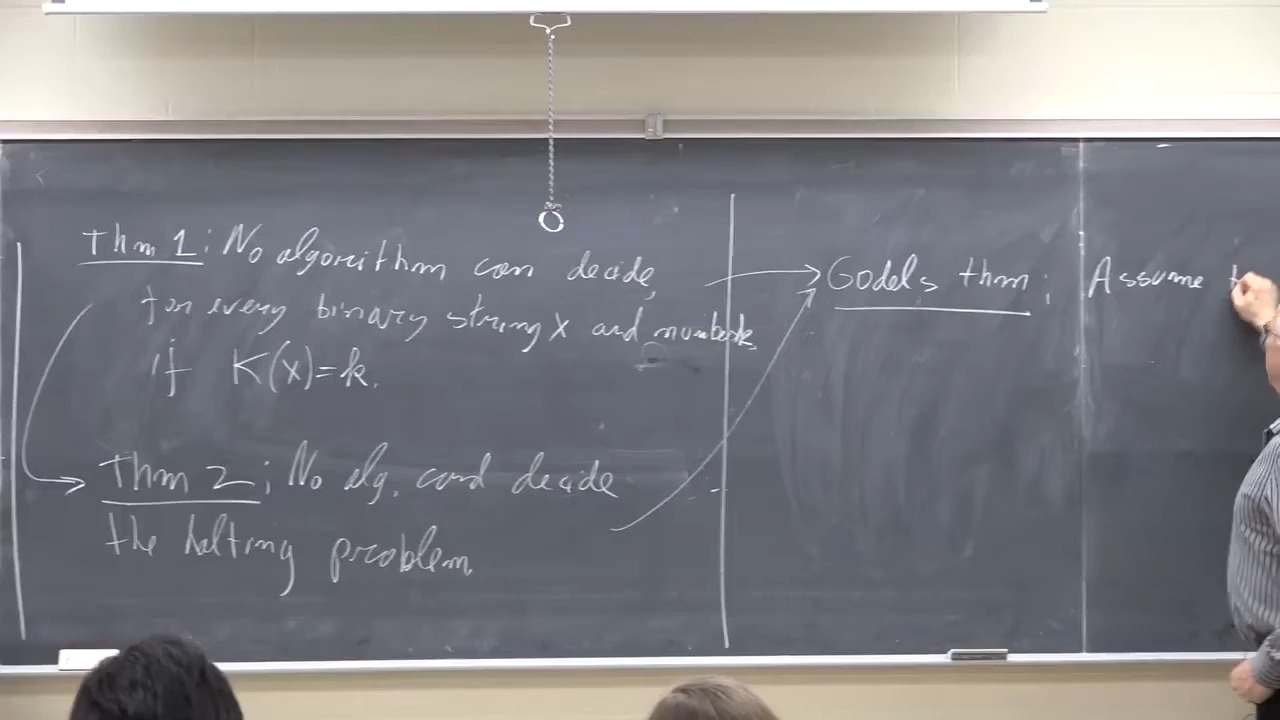 Thm 1: No algorithm can decide,
for every binary string x and number k,
if K(x)=k.
Thm 2: No alg. can decide
the halting problem.
Godels thm: Assume